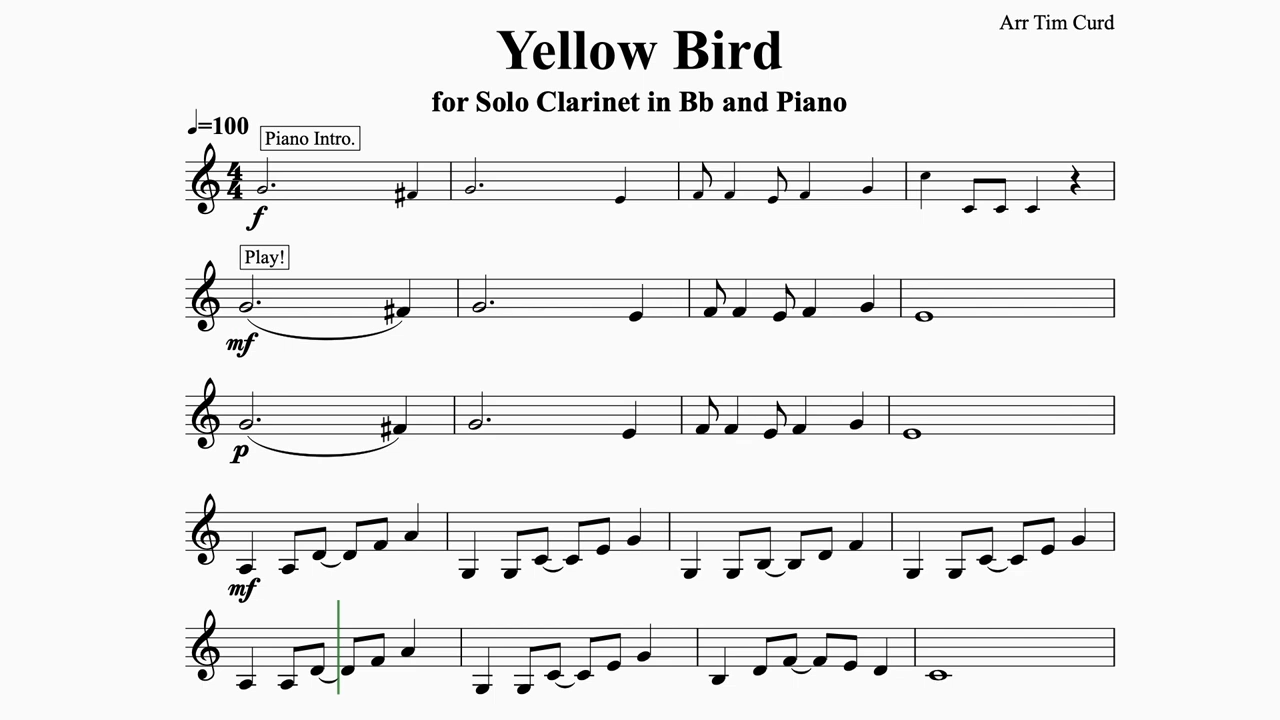 Arr Tim Curd
Yellow Bird
for Solo Clarinet in Bb and Piano
♩=100
Piano Intro.
f
Play!
mf
p
mf